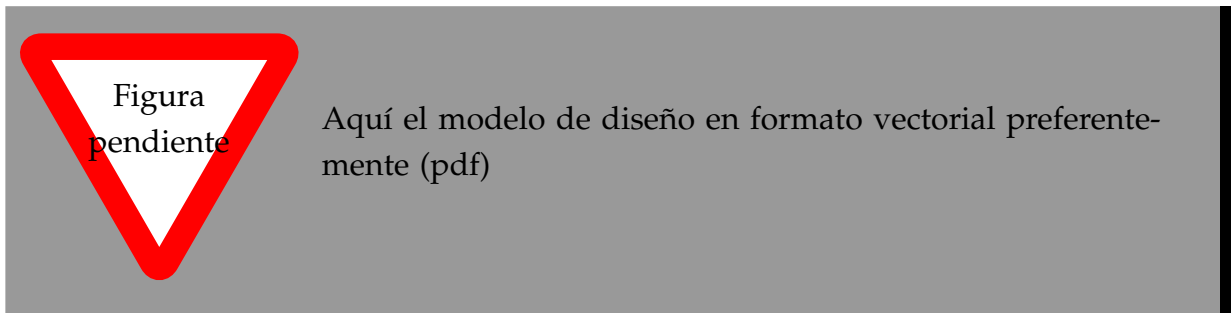 Figura
pendiente
Aquí el modelo de diseño en formato vectorial preferente-
mente (pdf)